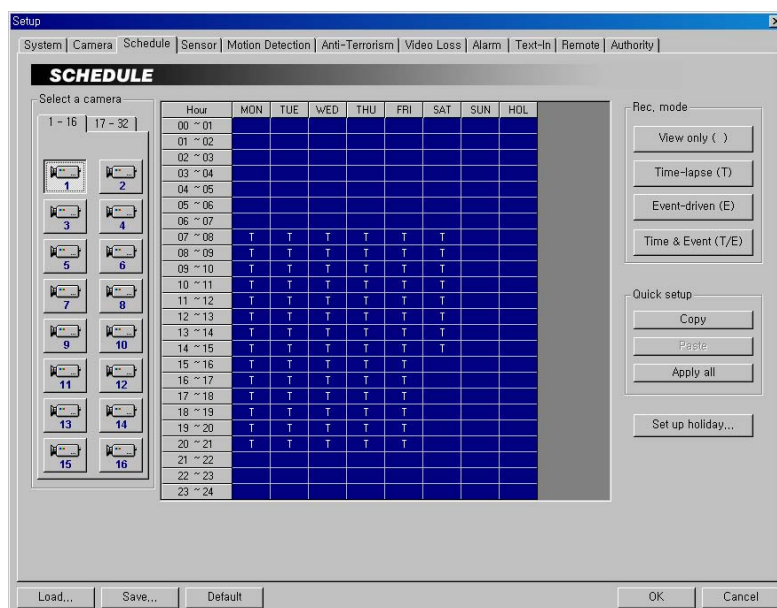 Setup
System Camera Schedule Sensor Motion Detection Anti-Terrorism Video Loss Alarm Text-In Remote Authority
SCHEDULE
Select a camera
1 - 16 17 - 32
1 2
3 4
5 6
7 8
9 10
11 12
13 14
15 16
Hour MON TUE WED THU FRI SAT SUN HOL
00 ~ 01
01 ~ 02
02 ~ 03
03 ~ 04
04 ~ 05
05 ~ 06
06 ~ 07
07 ~ 08 T T T T T T
08 ~ 09 T T T T T T
09 ~ 10 T T T T T T
10 ~ 11 T T T T T T
11 ~ 12 T T T T T T
12 ~ 13 T T T T T T
13 ~ 14 T T T T T T
14 ~ 15 T T T T T T
15 ~ 16 T T T T T
16 ~ 17 T T T T T
17 ~ 18 T T T T T
18 ~ 19 T T T T T
19 ~ 20 T T T T T
20 ~ 21 T T T T T
21 ~ 22
22 ~ 23
23 ~ 24
Rec, mode
View only ( )
Time-lapse (T)
Event-driven (E)
Time & Event (T/E)
Quick setup
Copy
Paste
Apply all
Set up holiday...
Load... Save... Default OK Cancel